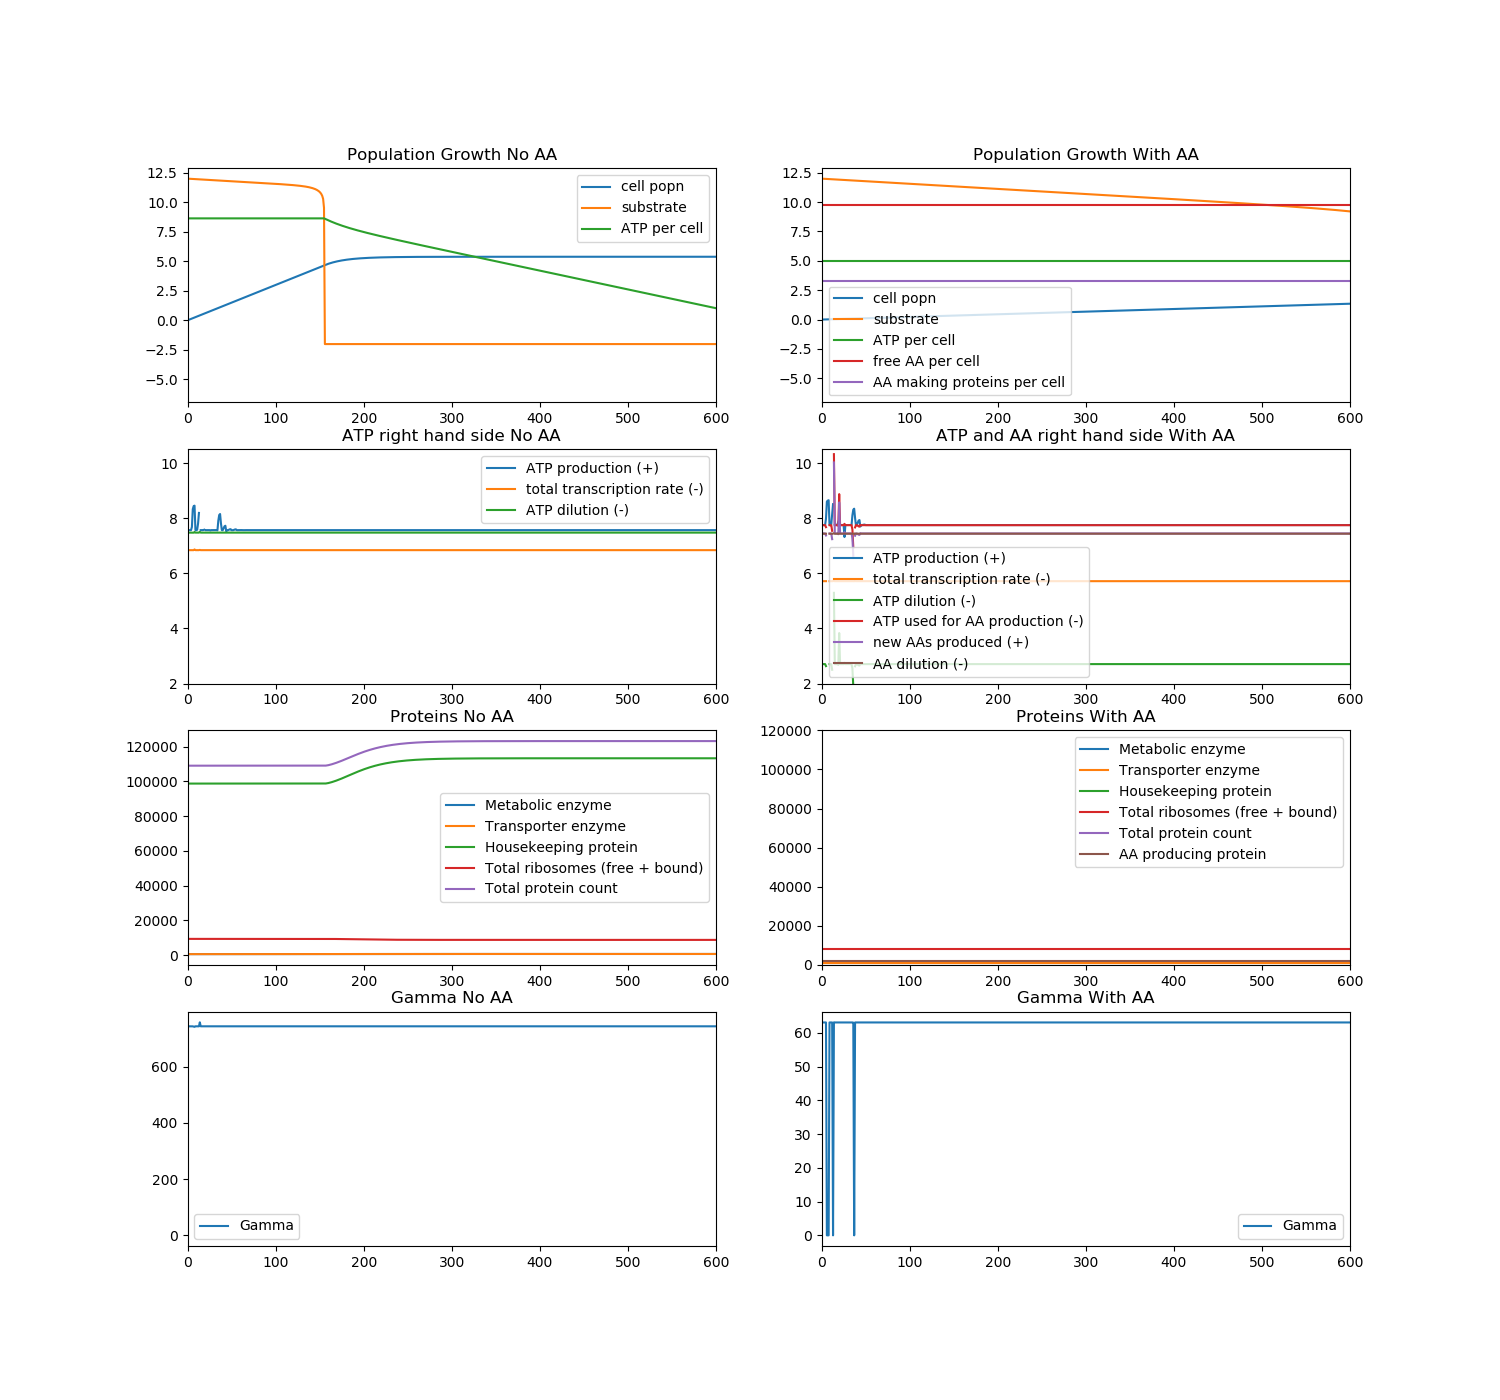 Population Growth No AA
12.5
10.0
7.5
5.0
2.5
0.0
−2.5
−5.0
0 100 200 300 400 500 600
cell popn
substrate
ATP per cell
Population Growth With AA
12.5
10.0
7.5
5.0
2.5
0.0
−2.5
−5.0
0 100 200 300 400 500 600
cell popn
substrate
ATP per cell
free AA per cell
AA making proteins per cell
ATP right hand side No AA
10
8
6
4
2
0 100 200 300 400 500 600
ATP production (+)
total transcription rate (-)
ATP dilution (-)
ATP and AA right hand side With AA
10
8
6
4
2
0 100 200 300 400 500 600
ATP production (+)
total transcription rate (-)
ATP dilution (-)
ATP used for AA production (-)
new AAs produced (+)
AA dilution (-)
Proteins No AA
120000
100000
80000
60000
40000
20000
0
0 100 200 300 400 500 600
Metabolic enzyme
Transporter enzyme
Housekeeping protein
Total ribosomes (free + bound)
Total protein count
Proteins With AA
120000
100000
80000
60000
40000
20000
0
0 100 200 300 400 500 600
Metabolic enzyme
Transporter enzyme
Housekeeping protein
Total ribosomes (free + bound)
Total protein count
AA producing protein
Gamma No AA
600
400
200
0
0 100 200 300 400 500 600
Gamma
Gamma With AA
60
50
40
30
20
10
0
0 100 200 300 400 500 600
Gamma